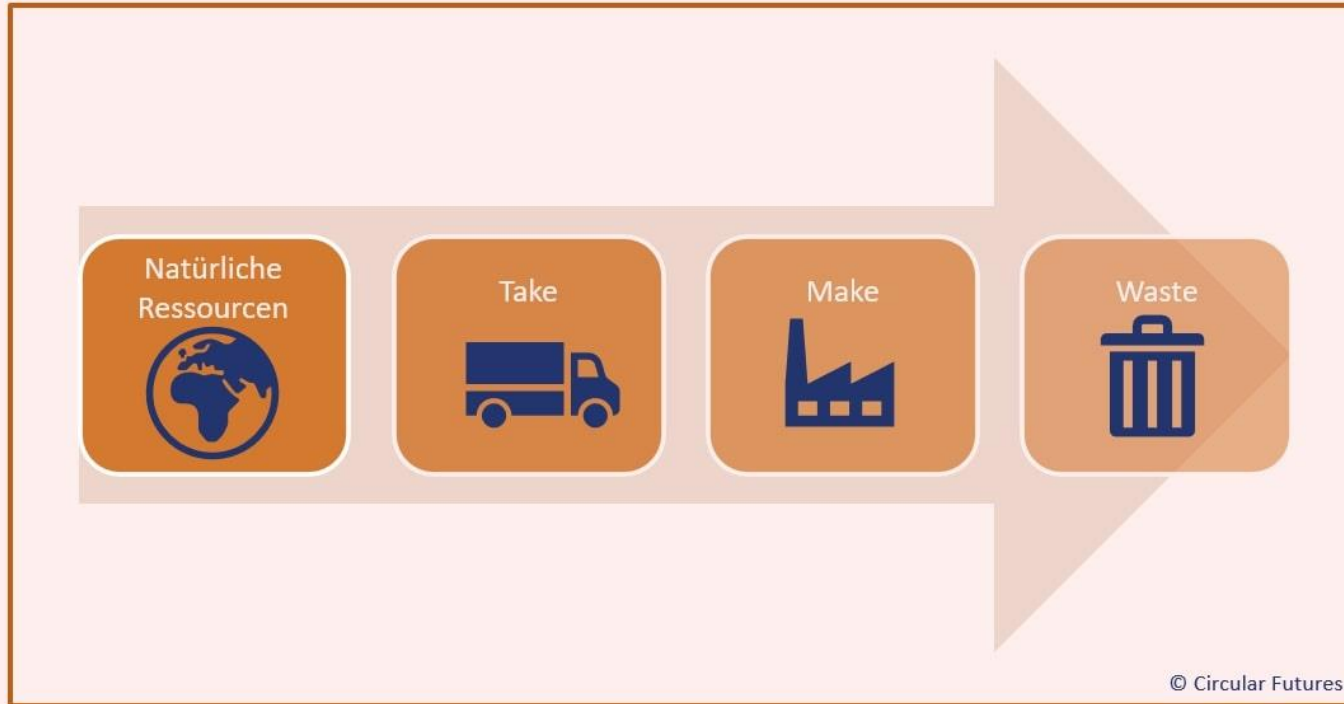 Natürliche
Ressourcen
Take
Make
Waste
© Circular Futures